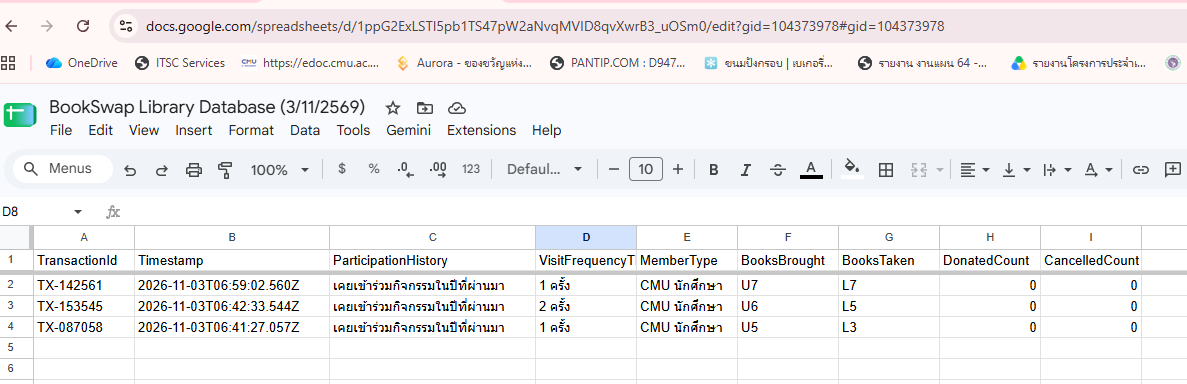 docs.google.com/spreadsheets/d/1ppG2ExLSTI5pb1TS47pW2aNvqMVID8qvXwrB3_uOSm0/edit?gid=104373978#gid=104373978
OneDrive ITSC Services CMU https://edoc.cmu.ac.... Aurora - ของขวัญแห่ง... PANTIP.COM : D947... ขนมปังกรอบ | เบเกอรี่... รายงาน งานแผน 64 -... รายงานโครงการประจำเ...
BookSwap Library Database (3/11/2569)
File Edit View Insert Format Data Tools Gemini Extensions Help
Menus 100% $ % .0 .00 123 Defaul... − 10 + B I S A
D8 fx
A B C D E F G H I
1 TransactionId Timestamp ParticipationHistory VisitFrequencyT MemberType BooksBrought BooksTaken DonatedCount CancelledCount
2 TX-142561 2026-11-03T06:59:02.560Z เคยเข้าร่วมกิจกรรมในปีที่ผ่านมา 1 ครั้ง CMU นักศึกษา U7 L7 0 0
3 TX-153545 2026-11-03T06:42:33.544Z เคยเข้าร่วมกิจกรรมในปีที่ผ่านมา 2 ครั้ง CMU นักศึกษา U6 L5 0 0
4 TX-087058 2026-11-03T06:41:27.057Z เคยเข้าร่วมกิจกรรมในปีที่ผ่านมา 1 ครั้ง CMU นักศึกษา U5 L3 0 0
5
6